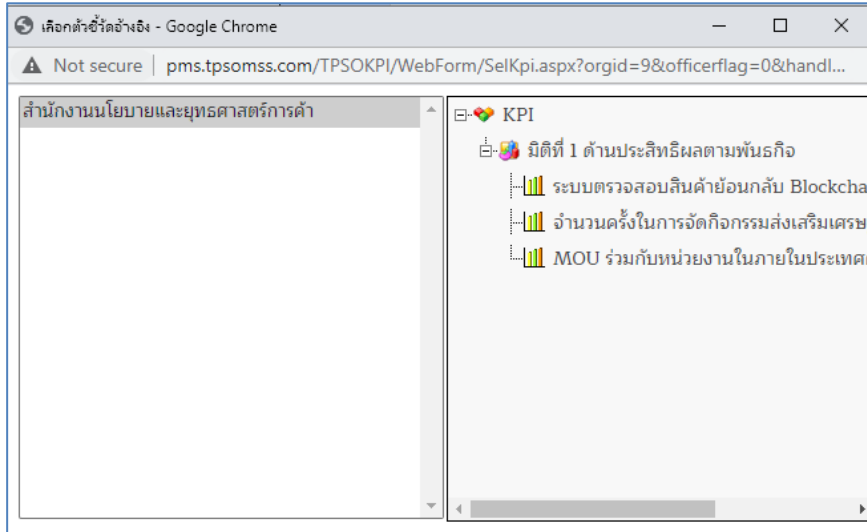 เลือกตัวชี้วัดอ้างอิง - Google Chrome
Not secure | pms.tpsomss.com/TPSOKPI/WebForm/SelKpi.aspx?orgid=9&officerflag=0&handl...
สำนักงานนโยบายและยุทธศาสตร์การค้า
KPI
มิติที่ 1 ด้านประสิทธิผลตามพันธกิจ
ระบบตรวจสอบสินค้าย้อนกลับ Blockcha
จำนวนครั้งในการจัดกิจกรรมส่งเสริมเศรษ
MOU ร่วมกับหน่วยงานในภายในประเทศ